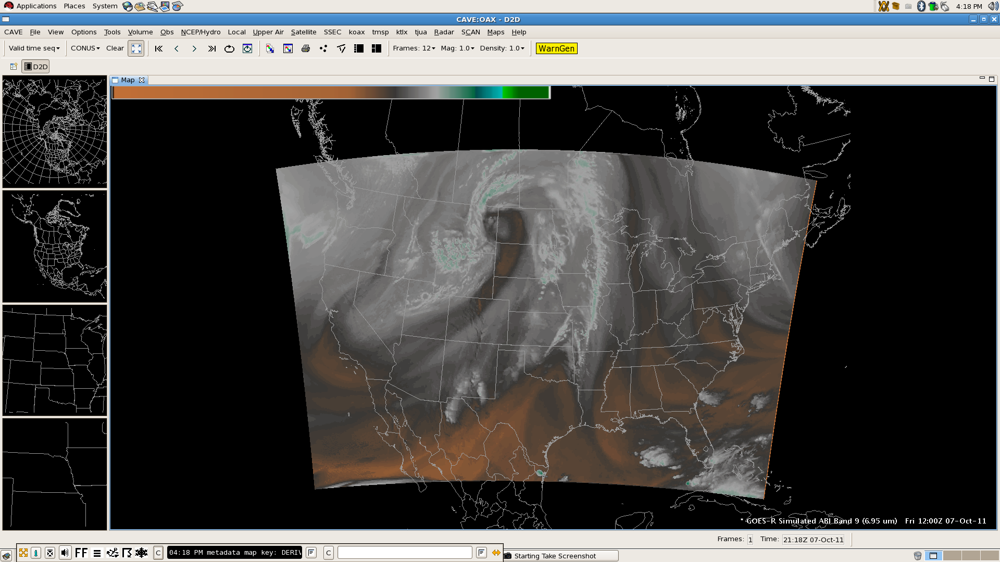 Applications Places System 4:18 PM
CAVE:OAX - D2D
CAVE File View Options Tools Volume Obs NCEP/Hydro Local Upper Air Satellite SSEC koax tmsp ktlx tjua Radar SCAN Maps Help
Valid time seq CONUS Clear Frames: 12 Mag: 1.0 Density: 1.0 WarnGen
D2D
Map
* GOES-R Simulated ABI Band 9 (6.95 um) Fri 12:00Z 07-Oct-11
Frames: 1 Time: 21:18Z 07-Oct-11
FF C 04:18 PM metadata map key: DERIV C
Starting Take Screenshot